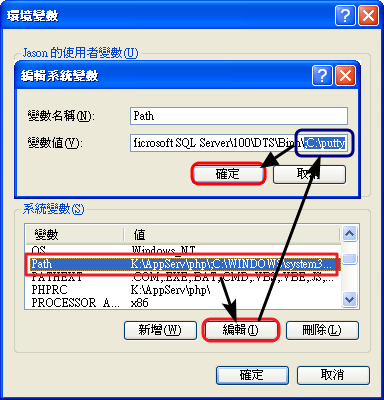 環境變數
Jason 的使用者變數(U)
編輯系統變數
變數名稱(N): Path
變數值(V): ficrosoft SQL Server\100\DTS\Binn\;C:\putty
確定 取消
系統變數(S)
變數 值
OS Windows_NT
Path K:\AppServ\php\;C:\WINDOWS\system3...
PATHEXT .COM;.EXE;.BAT;.CMD;.VBS;.VBE;.JS;...
PHPRC K:\AppServ\php\
PROCESSOR_A... x86
新增(W) 編輯(I) 刪除(L)
確定 取消